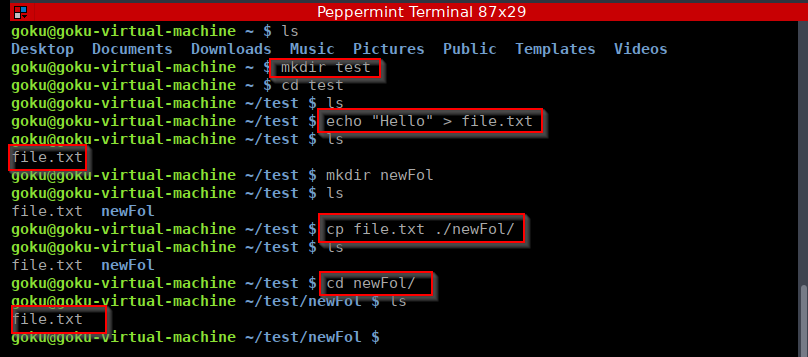 Peppermint Terminal 87x29
goku@goku-virtual-machine ~ $ ls
Desktop  Documents  Downloads  Music  Pictures  Public  Templates  Videos
goku@goku-virtual-machine ~ $ mkdir test
goku@goku-virtual-machine ~ $ cd test
goku@goku-virtual-machine ~/test $ ls
goku@goku-virtual-machine ~/test $ echo "Hello" > file.txt
goku@goku-virtual-machine ~/test $ ls
file.txt
goku@goku-virtual-machine ~/test $ mkdir newFol
goku@goku-virtual-machine ~/test $ ls
file.txt  newFol
goku@goku-virtual-machine ~/test $ cp file.txt ./newFol/
goku@goku-virtual-machine ~/test $ ls
file.txt  newFol
goku@goku-virtual-machine ~/test $ cd newFol/
goku@goku-virtual-machine ~/test/newFol $ ls
file.txt
goku@goku-virtual-machine ~/test/newFol $